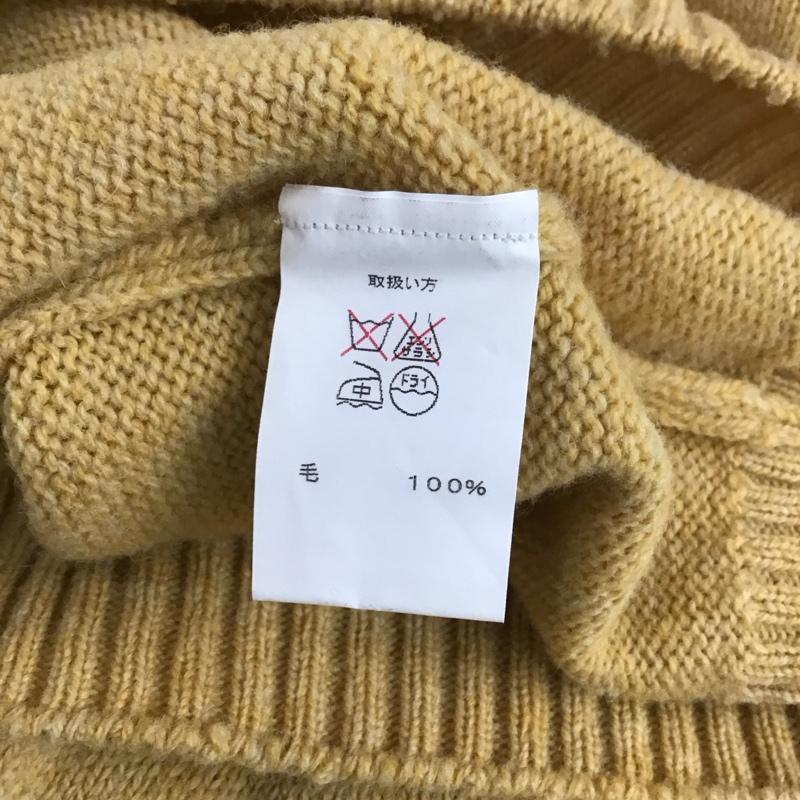 取扱い方
エンソ
サラシ
中 ドライ
毛 100%